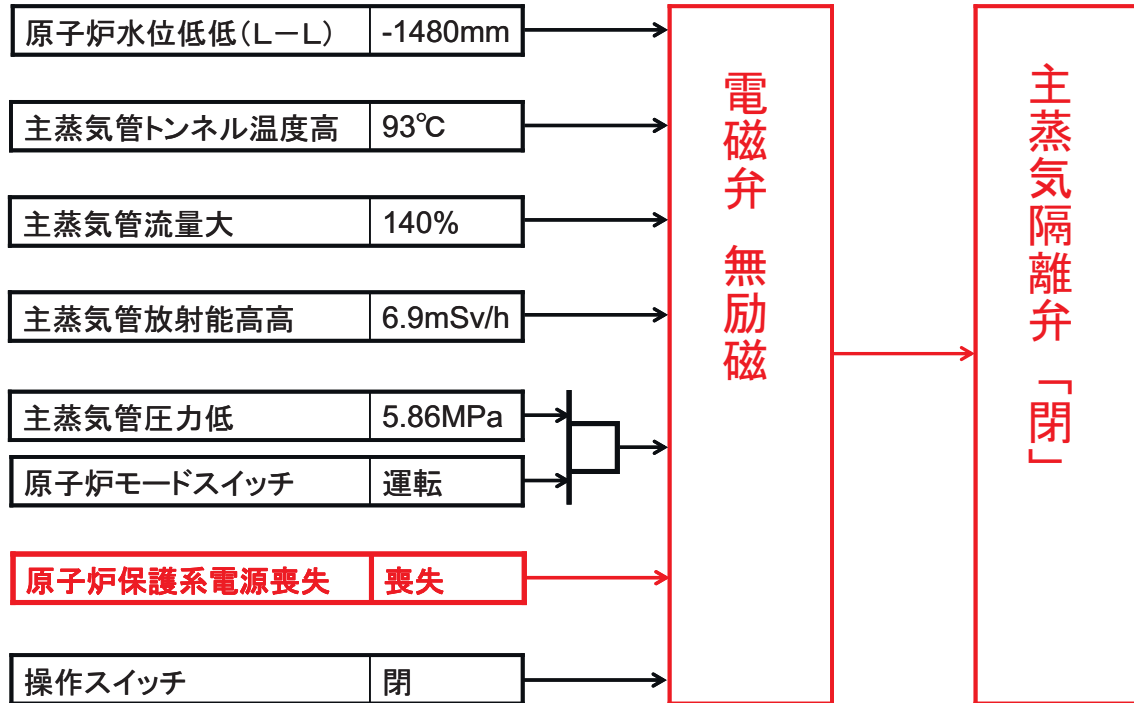 原子炉水位低低(L-L) -1480mm
主蒸気管トンネル温度高 93℃
主蒸気管流量大 140%
主蒸気管放射能高高 6.9mSv/h
主蒸気管圧力低 5.86MPa
原子炉モードスイッチ 運転
原子炉保護系電源喪失 喪失
操作スイッチ 閉
電磁弁 無励磁
主蒸気隔離弁「閉」